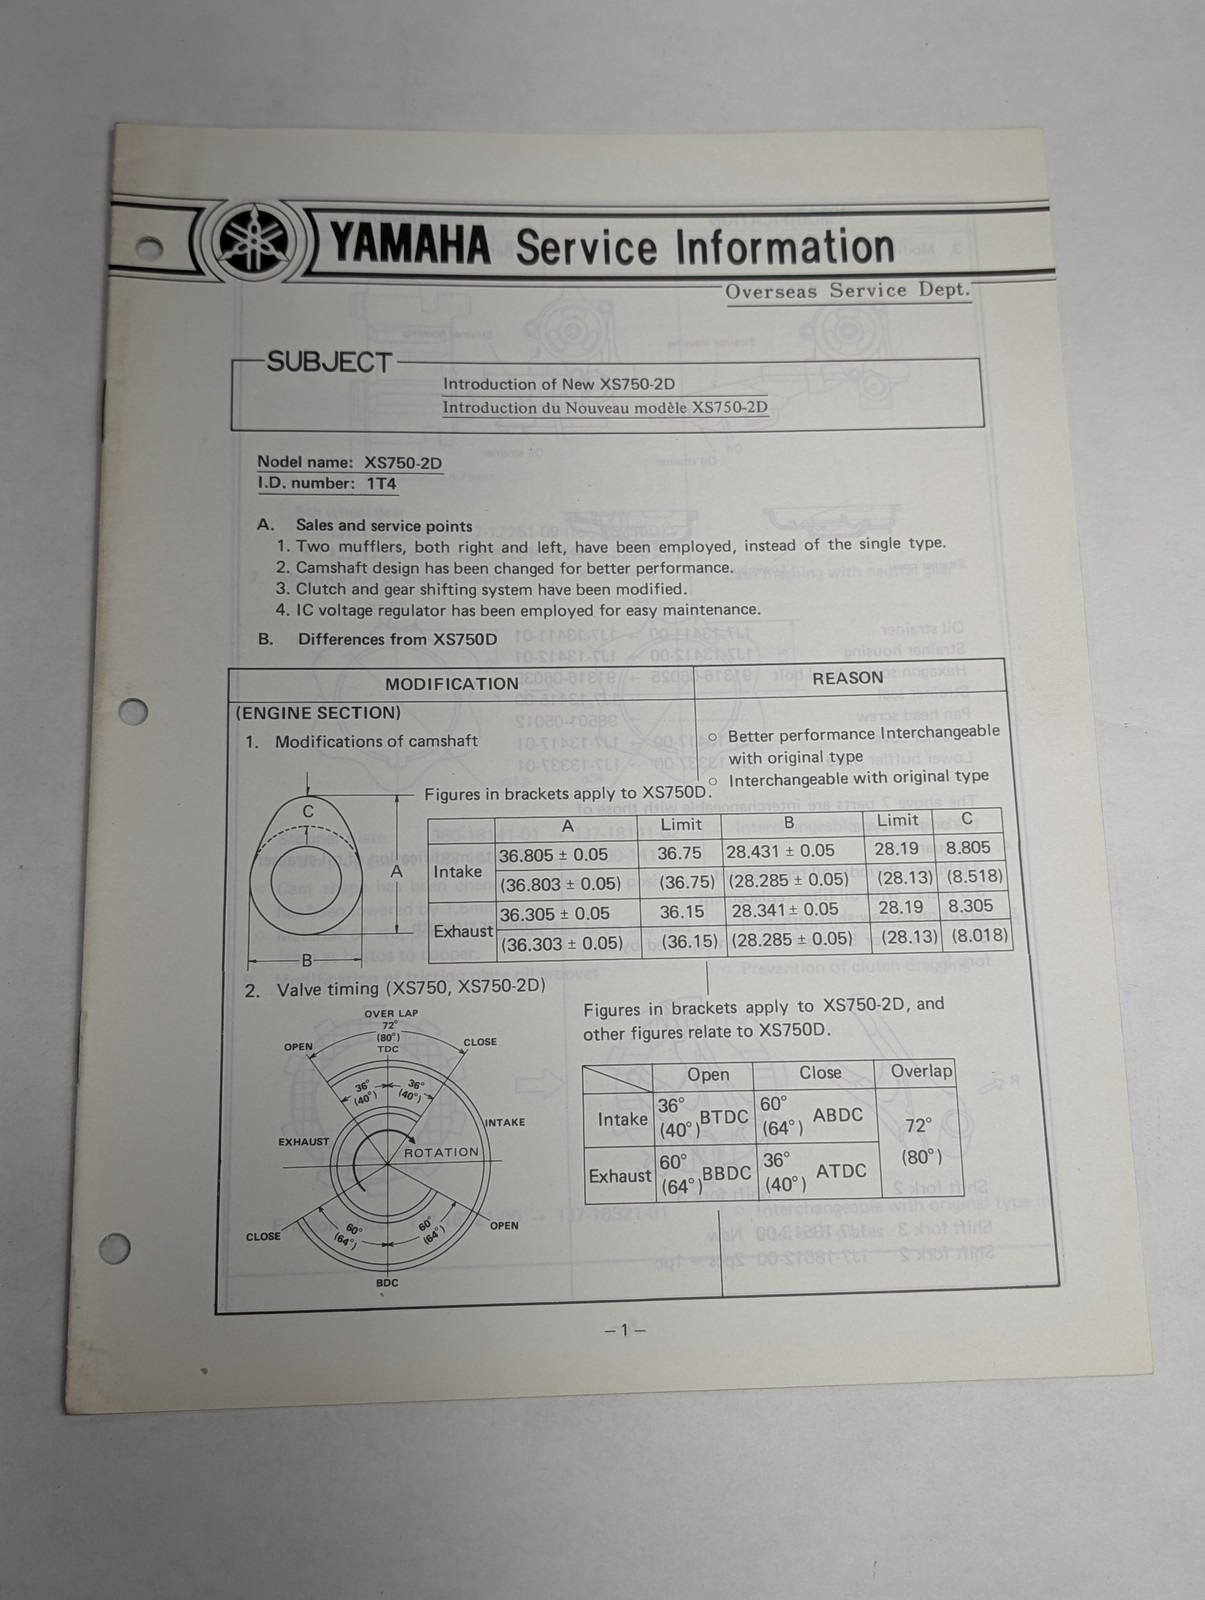 YAMAHA Service Information
Overseas Service Dept.
SUBJECT
Introduction of New XS750-2D
Introduction du Nouveau modèle XS750-2D
Nodel name: XS750-2D
I.D. number: 1T4
A. Sales and service points
1. Two mufflers, both right and left, have been employed, instead of the single type.
2. Camshaft design has been changed for better performance.
3. Clutch and gear shifting system have been modified.
4. IC voltage regulator has been employed for easy maintenance.
B. Differences from XS750D
MODIFICATION REASON
(ENGINE SECTION)
1. Modifications of camshaft
○ Better performance Interchangeable
with original type
○ Interchangeable with original type
Figures in brackets apply to XS750D.
C
A
B
A Limit B Limit C
Intake
36.805 ± 0.05 36.75 28.431 ± 0.05 28.19 8.805
(36.803 ± 0.05) (36.75) (28.285 ± 0.05) (28.13) (8.518)
Exhaust
36.305 ± 0.05 36.15 28.341 ± 0.05 28.19 8.305
(36.303 ± 0.05) (36.15) (28.285 ± 0.05) (28.13) (8.018)
2. Valve timing (XS750, XS750-2D)
OVER LAP
72°
(80°)
TDC
OPEN
CLOSE
36°
(40°)
36°
(40°)
INTAKE
EXHAUST
ROTATION
60°
(64°)
60°
(64°)
CLOSE
OPEN
BDC
Figures in brackets apply to XS750-2D, and
other figures relate to XS750D.
Open Close Overlap
Intake 36° (40°) BTDC 60° (64°) ABDC
72°
(80°)
Exhaust 60° (64°) BBDC 36° (40°) ATDC
– 1 –